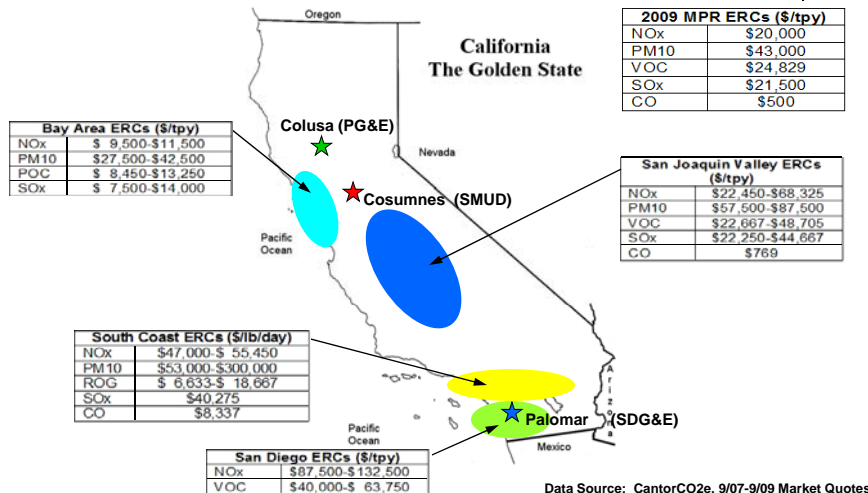 Oregon
California
The Golden State
2009 MPR ERCs ($/tpy)
NOx $20,000
PM10 $43,000
VOC $24,829
SOx $21,500
CO $500
Bay Area ERCs ($/tpy)
NOx $ 9,500-$11,500
PM10 $27,500-$42,500
POC $ 8,450-$13,250
SOx $ 7,500-$14,000
Colusa (PG&E)
Nevada
Cosumnes (SMUD)
San Joaquin Valley ERCs
($/tpy)
NOx $22,450-$68,325
PM10 $57,500-$87,500
VOC $22,667-$48,705
SOx $22,250-$44,667
CO $769
Pacific
Ocean
South Coast ERCs ($/lb/day)
NOx $47,000-$ 55,450
PM10 $53,000-$300,000
ROG $ 6,633-$ 18,667
SOx $40,275
CO $8,337
Arizona
Palomar (SDG&E)
Pacific
Ocean
Mexico
San Diego ERCs ($/tpy)
NOx $87,500-$132,500
VOC $40,000-$ 63,750
Data Source: CantorCO2e, 9/07-9/09 Market Quotes